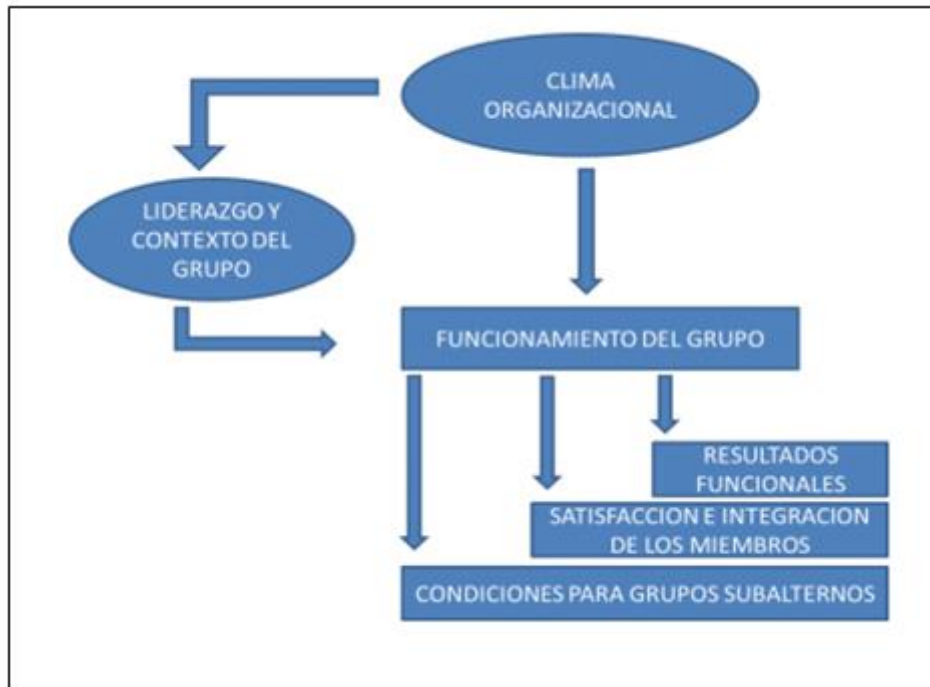 CLIMA
ORGANIZACIONAL
LIDERAZGO Y
CONTEXTO DEL
GRUPO
FUNCIONAMIENTO DEL GRUPO
RESULTADOS
FUNCIONALES
SATISFACCION E INTEGRACION
DE LOS MIEMBROS
CONDICIONES PARA GRUPOS SUBALTERNOS